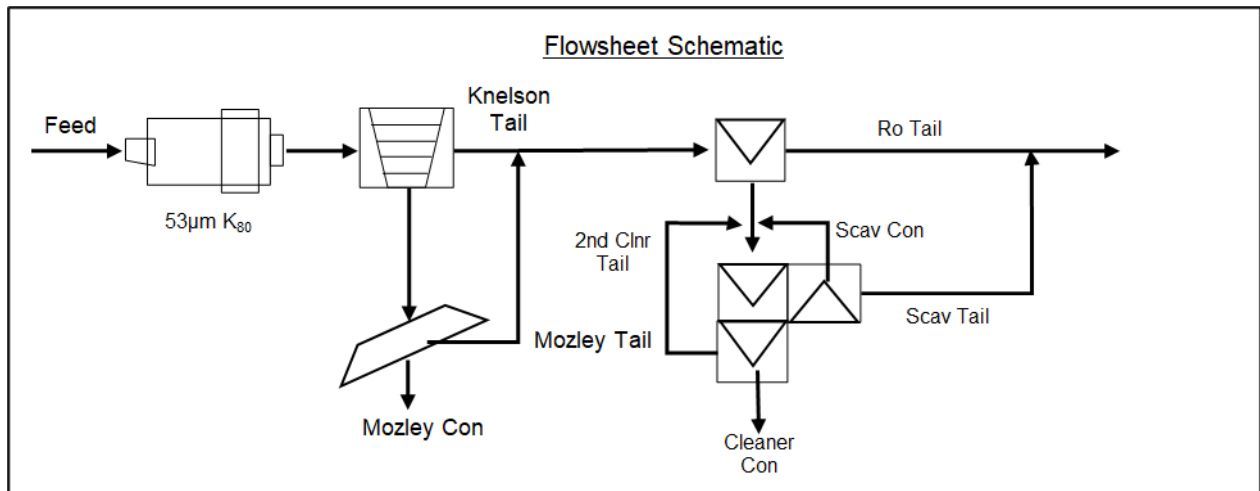 Flowsheet Schematic
Feed
53µm K₈₀
Knelson
Tail
Mozley Tail
Mozley Con
Ro Tail
2nd Clnr
Tail
Scav Con
Scav Tail
Cleaner
Con